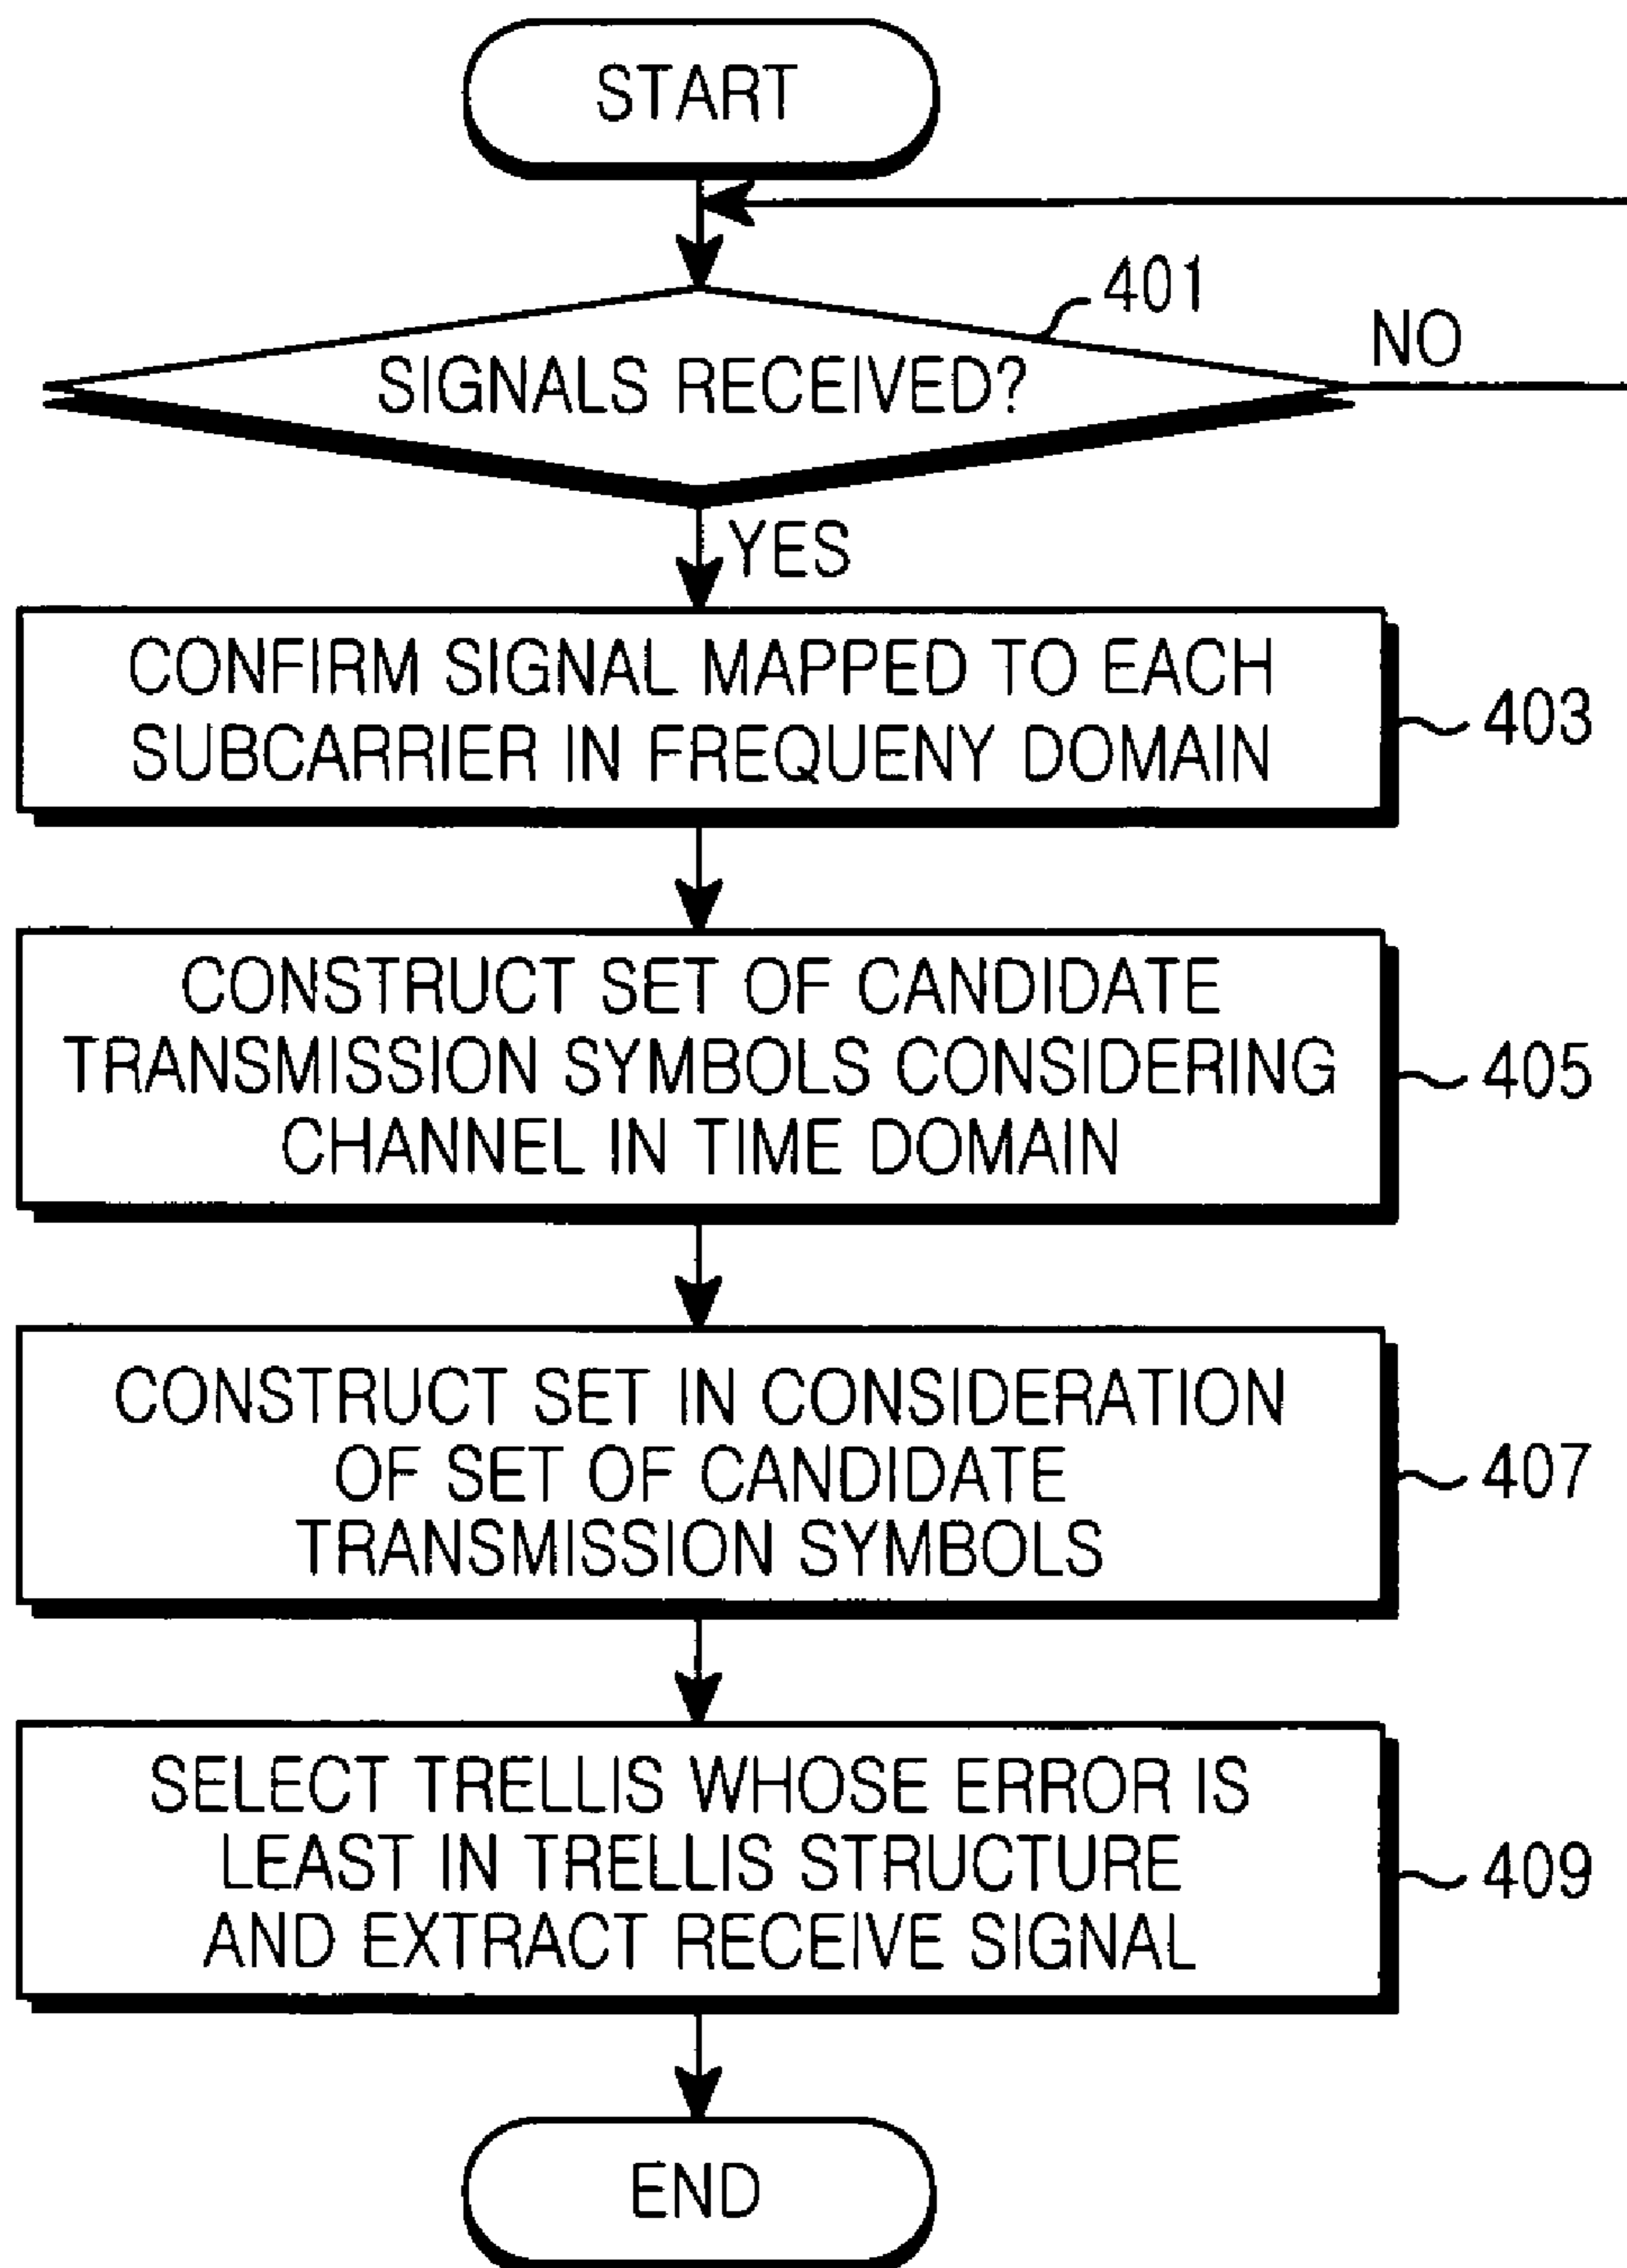 START
401
SIGNALS RECEIVED?
NO
YES
CONFIRM SIGNAL MAPPED TO EACH
SUBCARRIER IN FREQUENY DOMAIN
403
CONSTRUCT SET OF CANDIDATE
TRANSMISSION SYMBOLS CONSIDERING
CHANNEL IN TIME DOMAIN
405
CONSTRUCT SET IN CONSIDERATION
OF SET OF CANDIDATE
TRANSMISSION SYMBOLS
407
SELECT TRELLIS WHOSE ERROR IS
LEAST IN TRELLIS STRUCTURE
AND EXTRACT RECEIVE SIGNAL
409
END